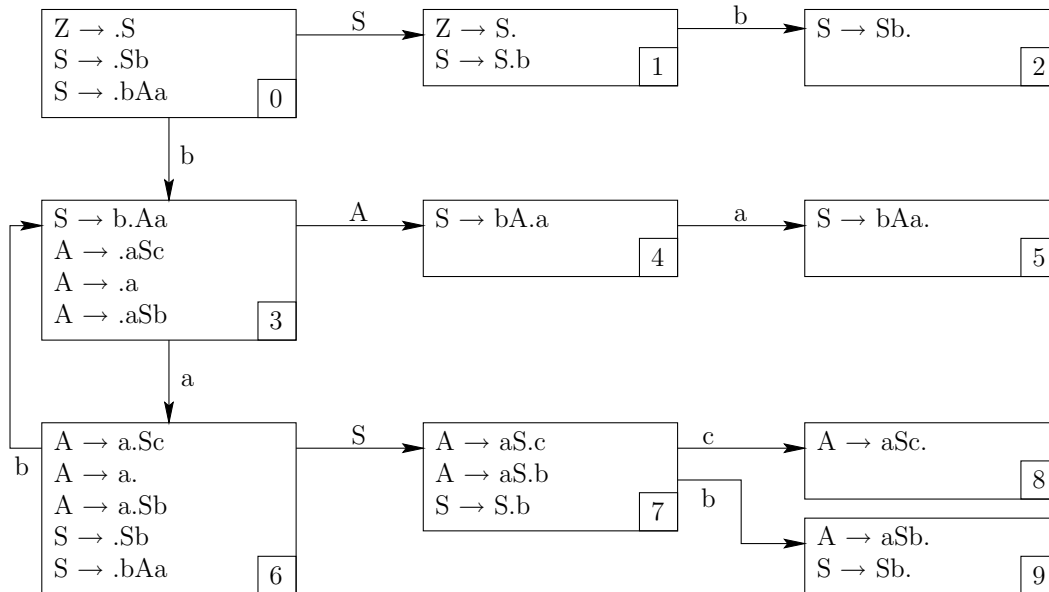 Z → .S
S → .Sb
S → .bAa
0
S
Z → S.
S → S.b
1
b
S → Sb.
2
b
S → b.Aa
A → .aSc
A → .a
A → .aSb
3
A
S → bA.a
4
a
S → bAa.
5
a
b
A → a.Sc
A → a.
A → a.Sb
S → .Sb
S → .bAa
6
S
A → aS.c
A → aS.b
S → S.b
7
c
b
A → aSc.
8
A → aSb.
S → Sb.
9